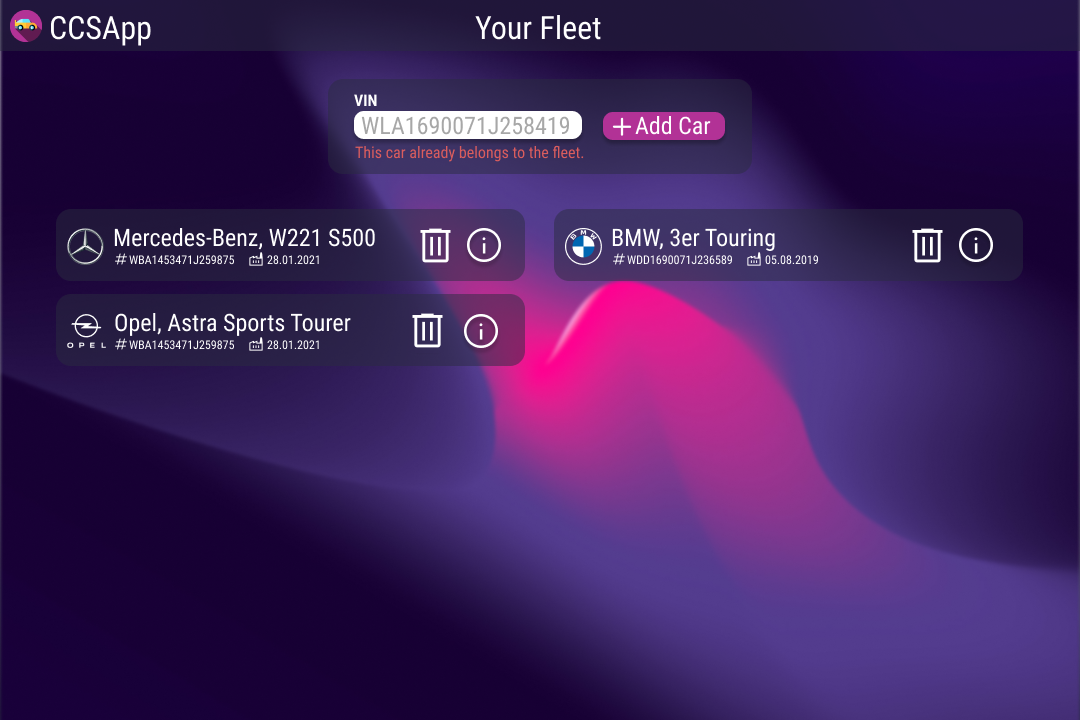 CCSApp
Your Fleet
VIN
WLA1690071J258419
+Add Car
This car already belongs to the fleet.
Mercedes-Benz, W221 S500
#WBA1453471J259875 28.01.2021
BMW
BMW, 3er Touring
#WDD1690071J236589 05.08.2019
OPEL
Opel, Astra Sports Tourer
#WBA1453471J259875 28.01.2021